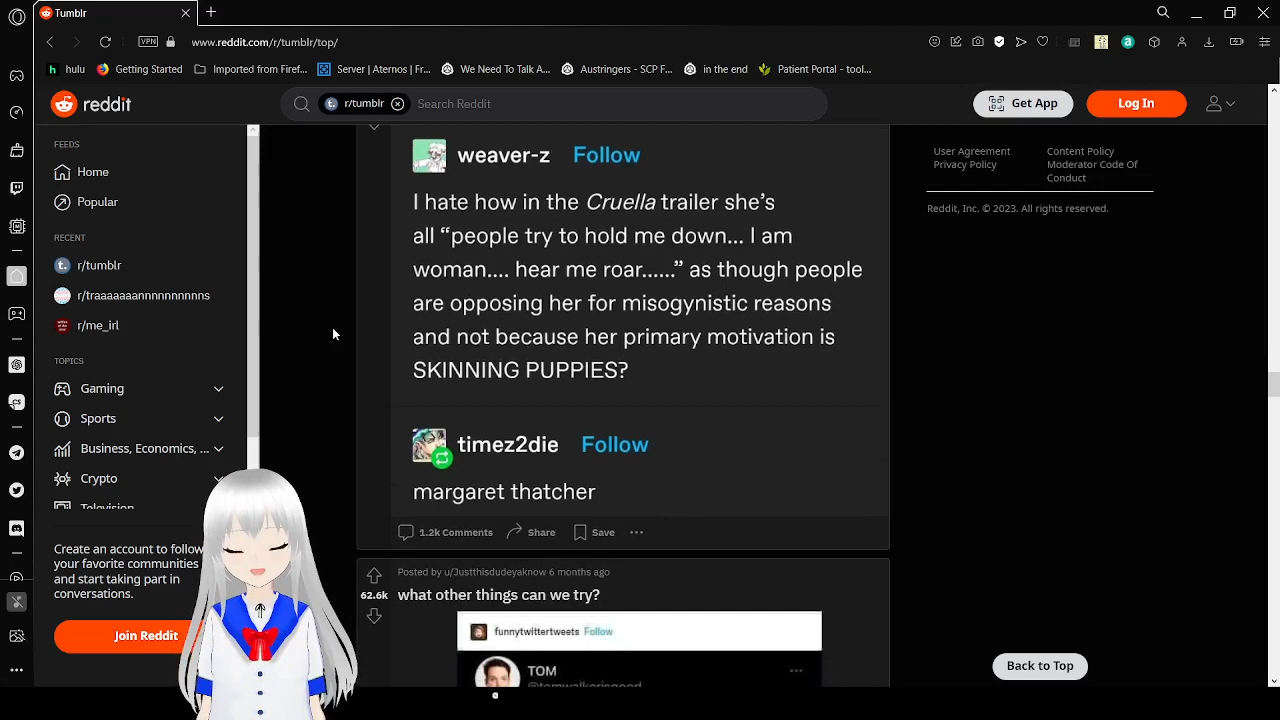 Tumblr
VPN
www.reddit.com/r/tumblr/top/
hulu
Getting Started
Imported from Firef...
Server | Aternos | Fr...
We Need To Talk A...
Austringers - SCP F...
in the end
Patient Portal - tool...
reddit
r/tumblr
Search Reddit
Get App
Log In
FEEDS
Home
Popular
RECENT
r/tumblr
r/traaaaaaannnnnnnnnns
r/me_irl
TOPICS
Gaming
Sports
Business, Economics, ...
Crypto
Television
Create an account to follow
your favorite communities
and start taking part in
conversations.
Join Reddit
weaver-z Follow
I hate how in the Cruella trailer she’s
all “people try to hold me down... I am
woman.... hear me roar......” as though people
are opposing her for misogynistic reasons
and not because her primary motivation is
SKINNING PUPPIES?
timez2die Follow
margaret thatcher
1.2k Comments Share Save
Posted by u/Justthisdudeyaknow 6 months ago
62.6k
what other things can we try?
funnytwittertweets Follow
TOM
User Agreement
Privacy Policy
Content Policy
Moderator Code Of
Conduct
Reddit, Inc. © 2023. All rights reserved.
Back to Top